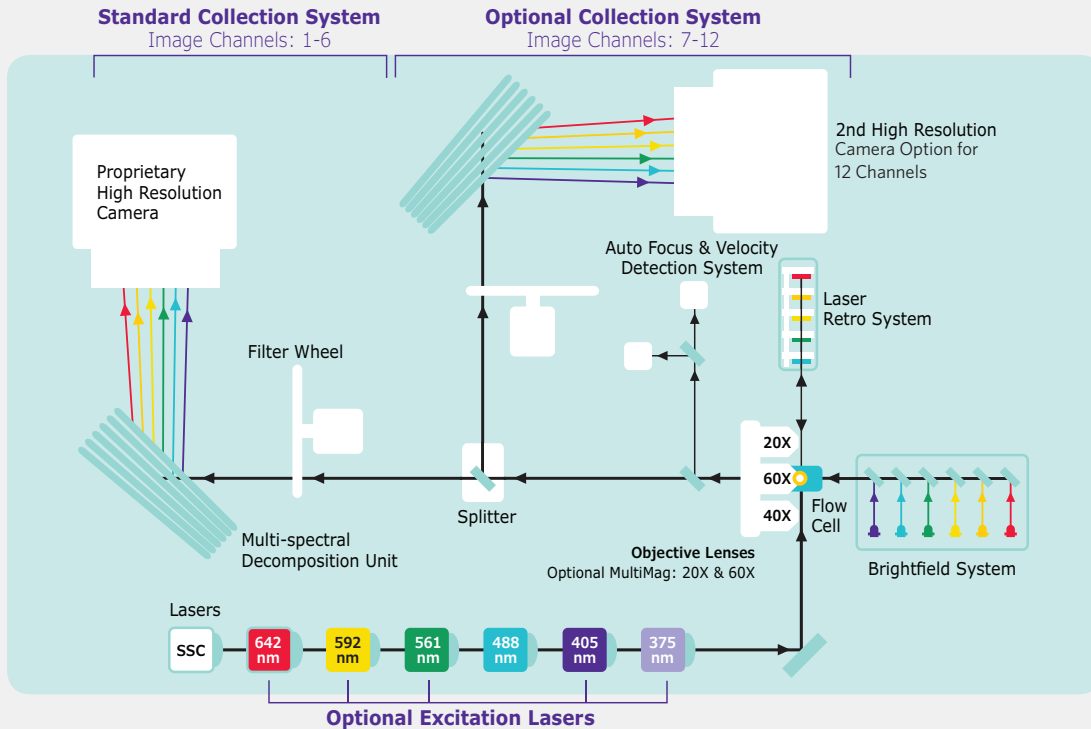 Standard Collection System
Image Channels: 1-6
Optional Collection System
Image Channels: 7-12
Proprietary
High Resolution
Camera
2nd High Resolution
Camera Option for
12 Channels
Auto Focus & Velocity
Detection System
Laser
Retro System
Filter Wheel
20X
60X
40X
Splitter
Flow
Cell
Multi-spectral
Decomposition Unit
Objective Lenses
Optional MultiMag: 20X & 60X
Brightfield System
Lasers
SSC
642
nm
592
nm
561
nm
488
nm
405
nm
375
nm
Optional Excitation Lasers